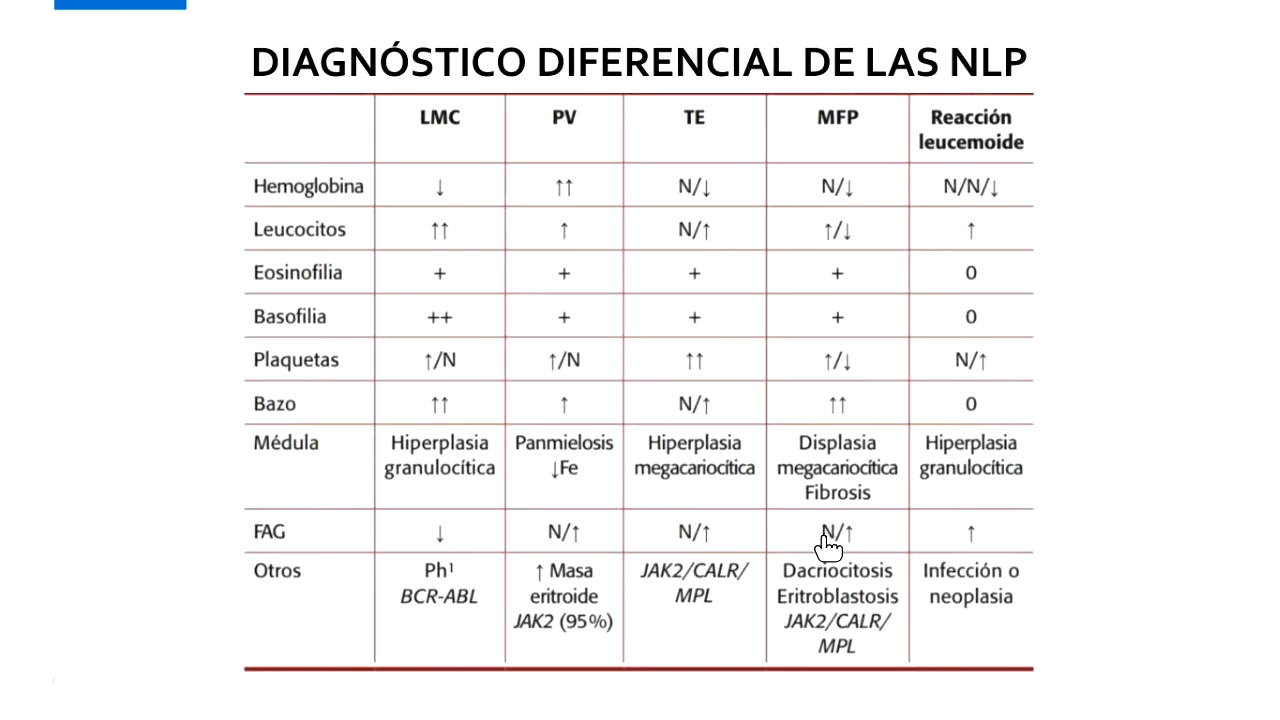 DIAGNÓSTICO DIFERENCIAL DE LAS NLP
LMC PV TE MFP Reacción leucemoide
Hemoglobina ↓ ↑↑ N/↓ N/↓ N/N/↓
Leucocitos ↑↑ ↑ N/↑ ↑/↓ ↑
Eosinofilia + + + + 0
Basofilia ++ + + + 0
Plaquetas ↑/N ↑/N ↑↑ ↑/↓ N/↑
Bazo ↑↑ ↑ N/↑ ↑↑ 0
Médula Hiperplasia Panmielosis Hiperplasia Displasia Hiperplasia
granulocítica ↓Fe megacariocítica megacariocítica granulocítica
Fibrosis
FAG ↓ N/↑ N/↑ N/↑ ↑
Otros Ph¹ ↑ Masa JAK2/CALR/ Dacriocitosis Infección o
BCR-ABL eritroide MPL Eritroblastosis neoplasia
JAK2 (95%) JAK2/CALR/
MPL